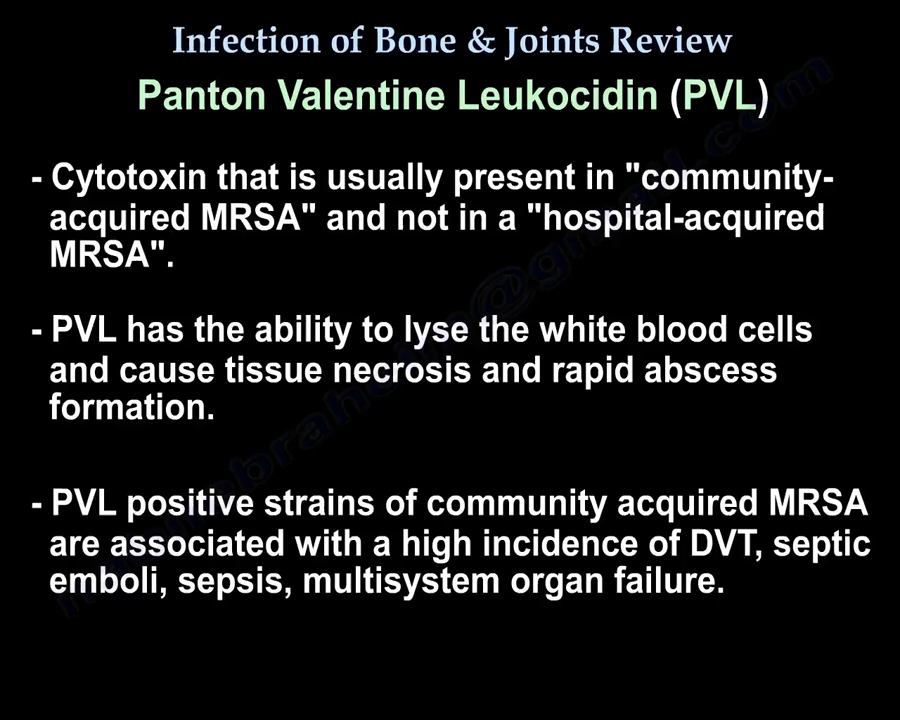 Infection of Bone & Joints Review
Panton Valentine Leukocidin (PVL)
- Cytotoxin that is usually present in "community-
acquired MRSA" and not in a "hospital-acquired
MRSA".
- PVL has the ability to lyse the white blood cells
and cause tissue necrosis and rapid abscess
formation.
- PVL positive strains of community acquired MRSA
are associated with a high incidence of DVT, septic
emboli, sepsis, multisystem organ failure.